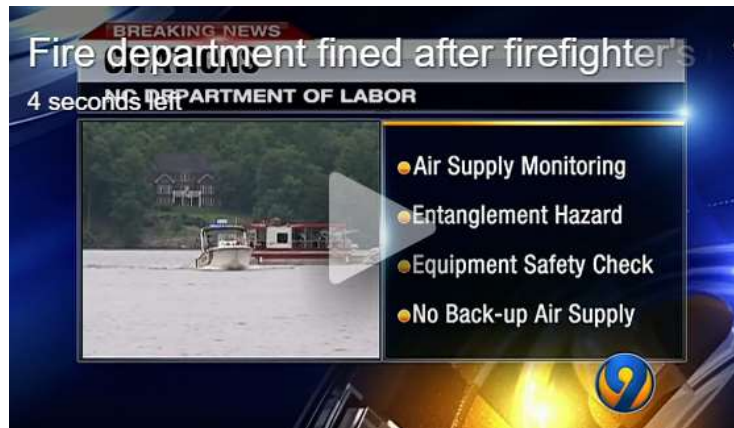 BREAKING NEWS
Fire department fined after firefighter's
CITATIONS
4 seconds left
NC DEPARTMENT OF LABOR
Air Supply Monitoring
Entanglement Hazard
Equipment Safety Check
No Back-up Air Supply
9